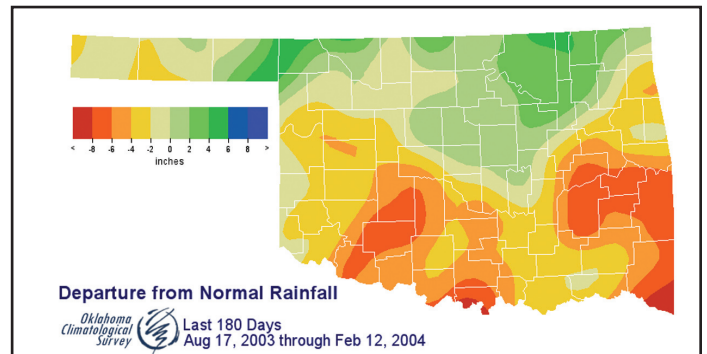 < -8 -6 -4 -2 0 2 4 6 8 >
inches
Departure from Normal Rainfall
Oklahoma
Climatological
Survey
Last 180 Days
Aug 17, 2003 through Feb 12, 2004